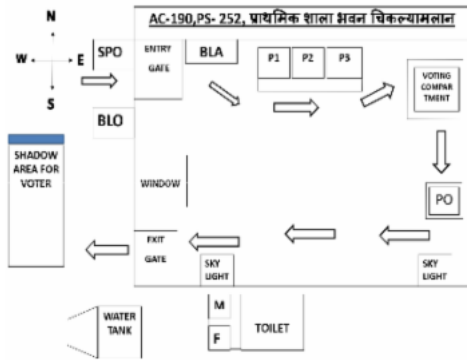 AC-190,PS- 252, प्राथमिक शाला भवन चिकल्यामलान
N
W E
S
SPO
ENTRY
GATE
BLA
P1 P2 P3
VOTING COMPAR
TMENT
BLO
SHADOW
AREA FOR
VOTER
WINDOW
PO
EXIT
GATE
SKY
LIGHT
SKY
LIGHT
WATER
TANK
M
F
TOILET